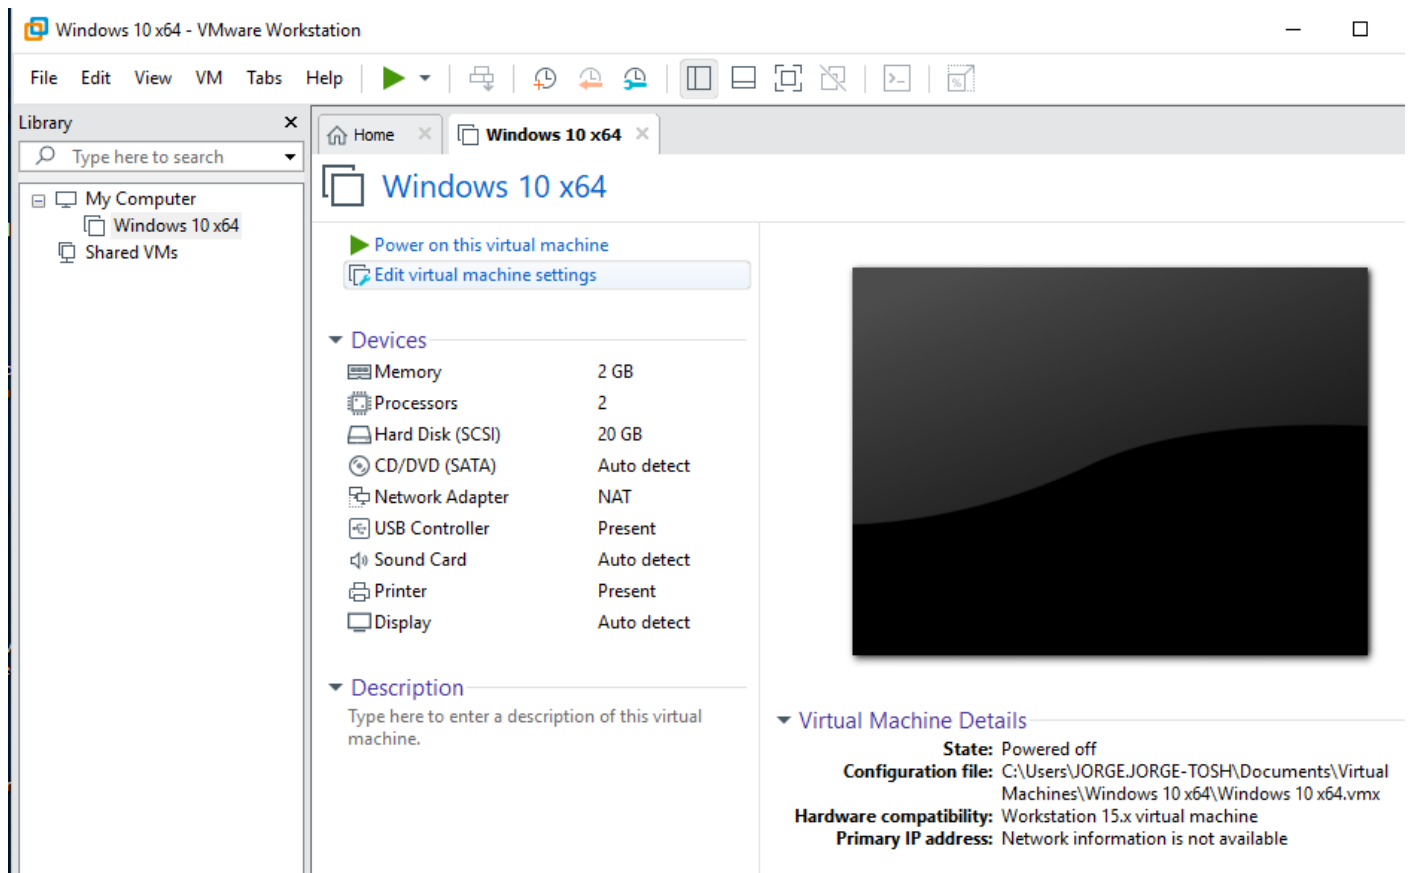 Windows 10 x64 - VMware Workstation
File Edit View VM Tabs Help
Library
Type here to search
My Computer
Windows 10 x64
Shared VMs
Home
Windows 10 x64
Windows 10 x64
Power on this virtual machine
Edit virtual machine settings
Devices
Memory 2 GB
Processors 2
Hard Disk (SCSI) 20 GB
CD/DVD (SATA) Auto detect
Network Adapter NAT
USB Controller Present
Sound Card Auto detect
Printer Present
Display Auto detect
Description
Type here to enter a description of this virtual
machine.
Virtual Machine Details
State: Powered off
Configuration file: C:\Users\JORGE.JORGE-TOSH\Documents\Virtual
Machines\Windows 10 x64\Windows 10 x64.vmx
Hardware compatibility: Workstation 15.x virtual machine
Primary IP address: Network information is not available